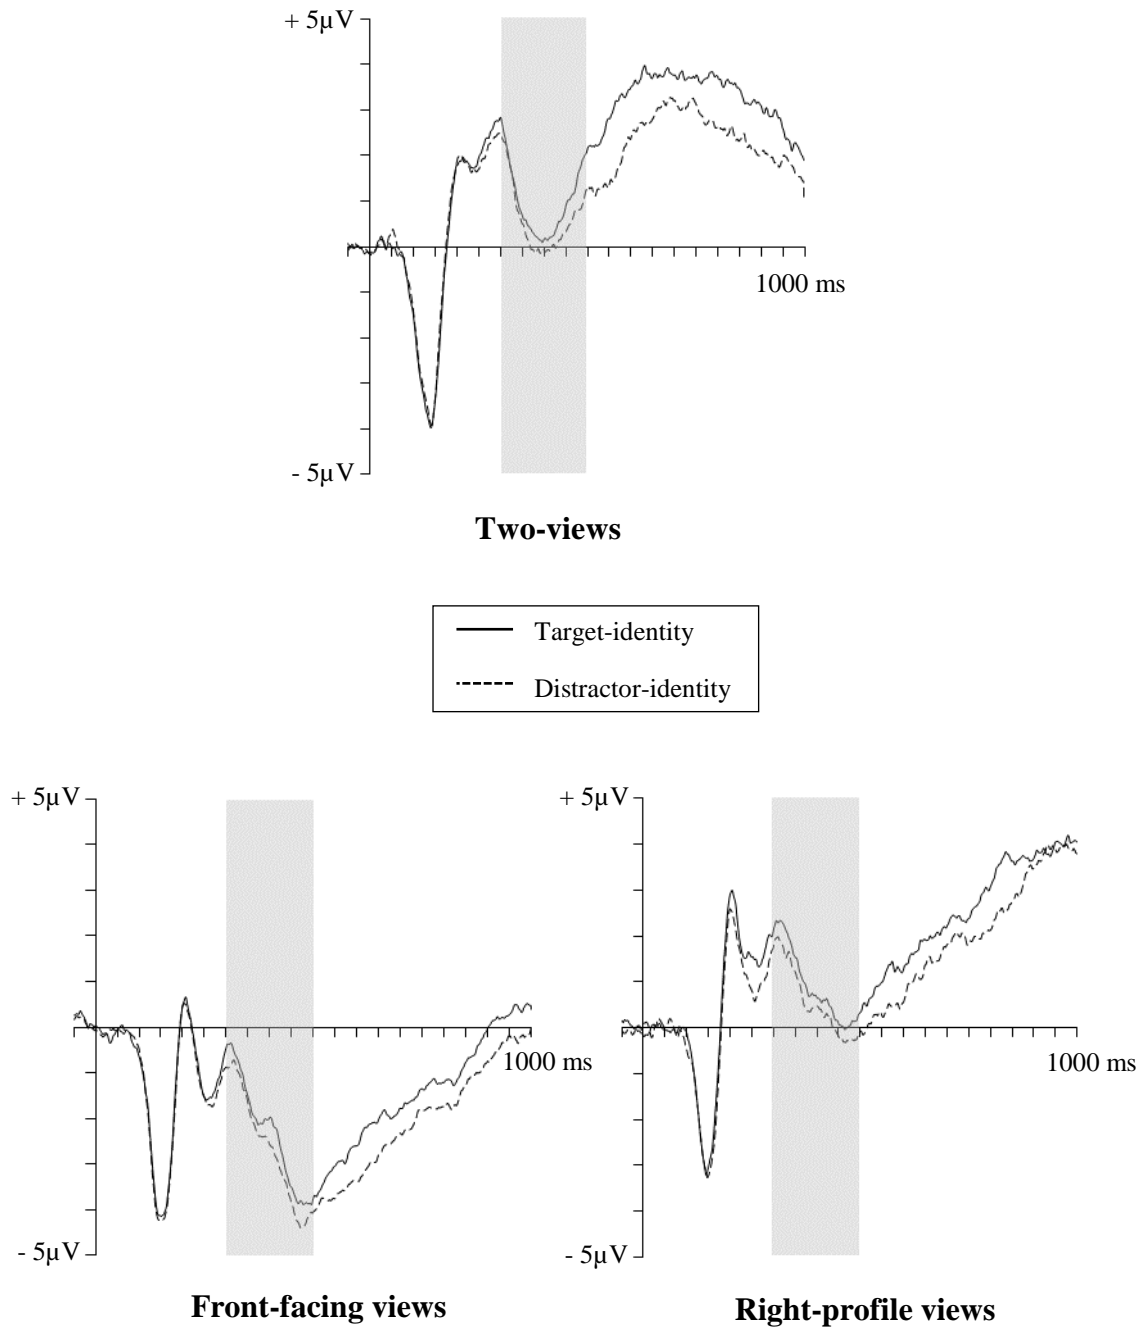 + 5µV
1000 ms
- 5µV
Two-views
Target-identity
Distractor-identity
+ 5µV
1000 ms
- 5µV
Front-facing views
+ 5µV
1000 ms
- 5µV
Right-profile views